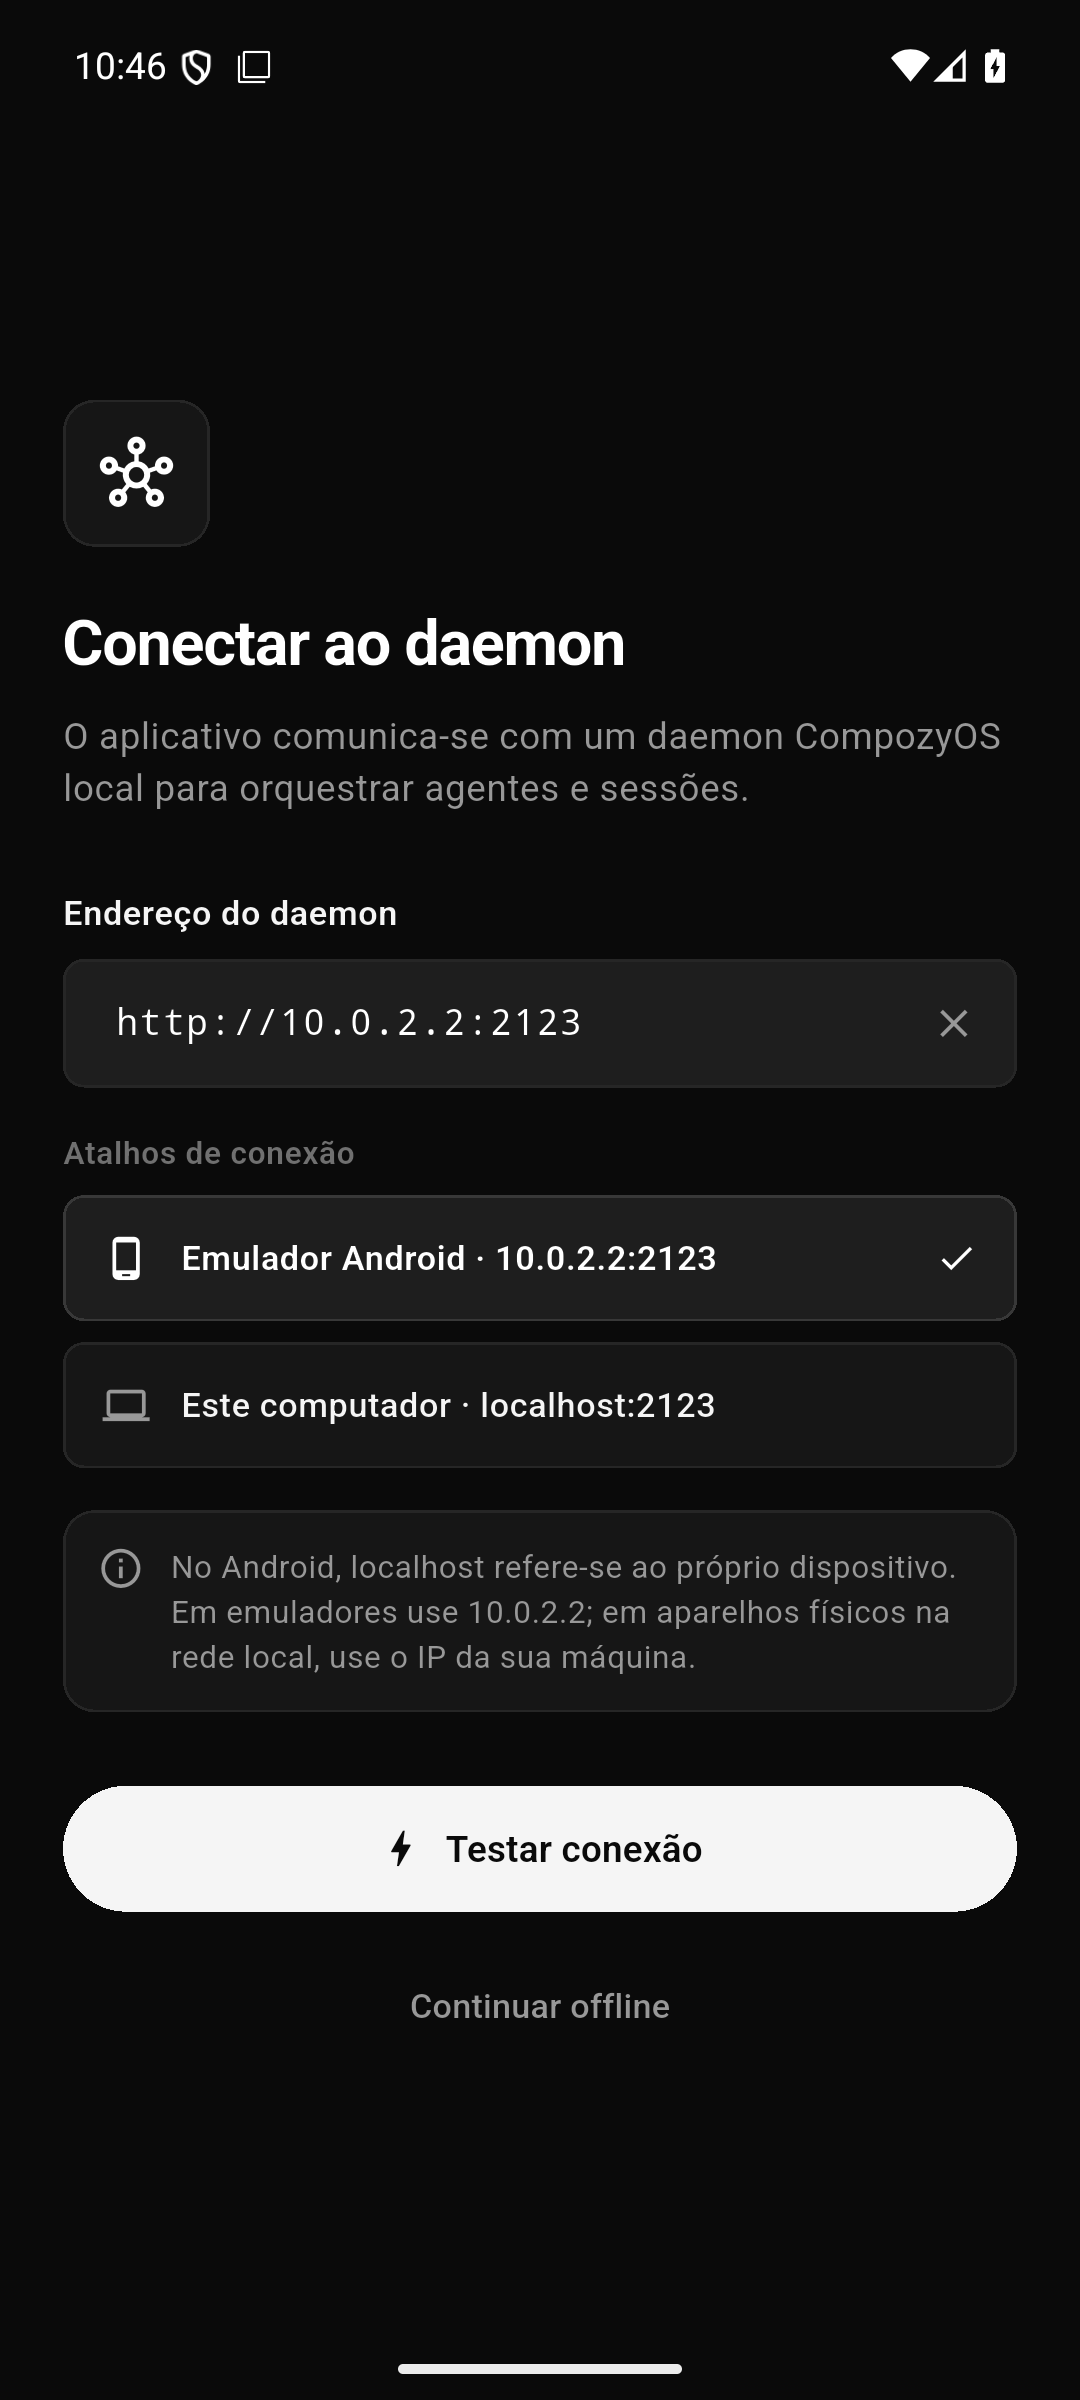 10:46
Conectar ao daemon
O aplicativo comunica-se com um daemon CompozyOS
local para orquestrar agentes e sessões.
Endereço do daemon
http://10.0.2.2:2123
Atalhos de conexão
Emulador Android · 10.0.2.2:2123
Este computador · localhost:2123
No Android, localhost refere-se ao próprio dispositivo.
Em emuladores use 10.0.2.2; em aparelhos físicos na
rede local, use o IP da sua máquina.
Testar conexão
Continuar offline